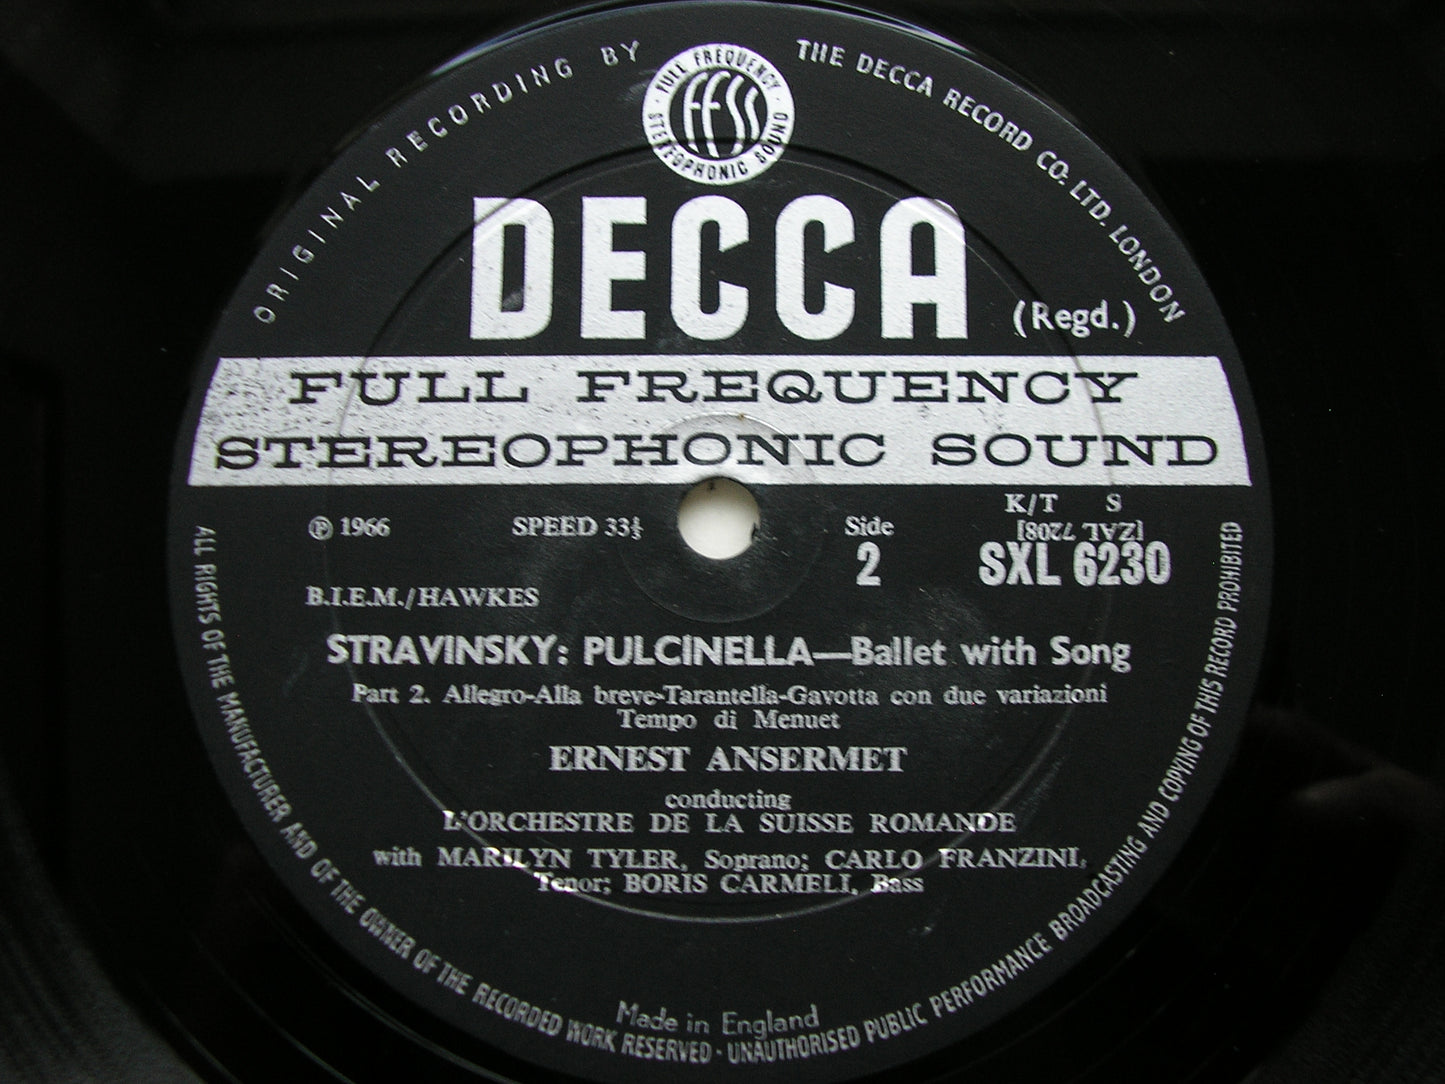 ORIGINAL RECORDING BY
THE DECCA RECORD CO. LTD. LONDON
FULL FREQUENCY
FFSS
STEREOPHONIC SOUND
DECCA
(Regd.)
FULL FREQUENCY
STEREOPHONIC SOUND
Ⓟ 1966
SPEED 33⅓
Side
2
K/T S
[ZAL 7208]
SXL 6230
B.I.E.M./HAWKES
STRAVINSKY: PULCINELLA—Ballet with Song
Part 2. Allegro-Alla breve-Tarantella-Gavotta con due variazioni
Tempo di Menuet
ERNEST ANSERMET
conducting
L'ORCHESTRE DE LA SUISSE ROMANDE
with MARILYN TYLER, Soprano; CARLO FRANZINI,
Tenor; BORIS CARMELI, Bass
Made in England
ALL RIGHTS OF THE MANUFACTURER AND OF THE OWNER OF THE RECORDED WORK RESERVED · UNAUTHORISED PUBLIC PERFORMANCE BROADCASTING AND COPYING OF THIS RECORD PROHIBITED